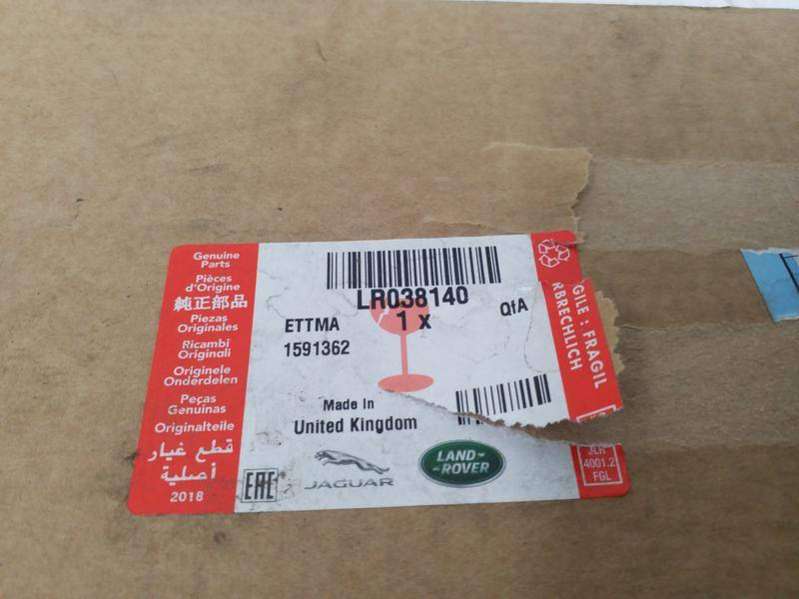 Genuine
Parts
Pièces
d'Origine
純正部品
Piezas
Originales
Ricambi
Originali
Originele
Onderdelen
Peças
Genuinas
Originalteile
قطع غيار
أصلية
2018
LR038140
1 x
QtA
ETTMA
1591362
Made In
United Kingdom
EAC
JAGUAR
LAND-
ROVER
GILE : FRAGIL
RBRECHLICH
JLR
4001.2
FGL